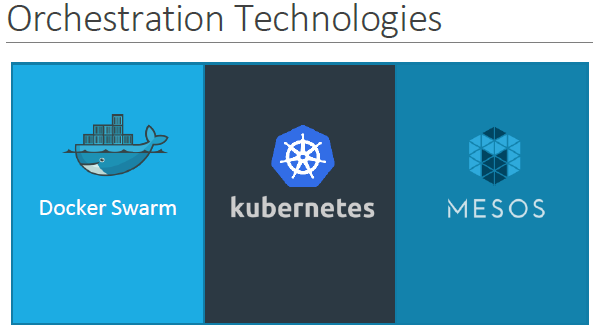 Orchestration Technologies
Docker Swarm
kubernetes
MESOS